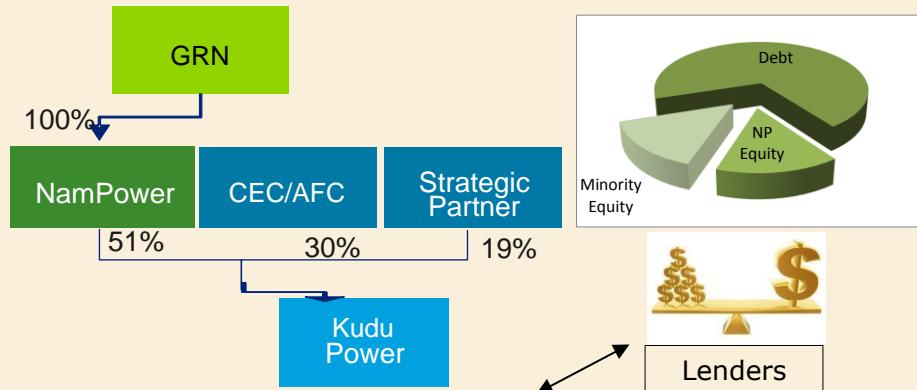 GRN
100%
NamPower
CEC/AFC
Strategic
Partner
51%
30%
19%
Kudu
Power
Debt
NP
Equity
Minority
Equity
$
$ $
$ $
$$$
$
Lenders